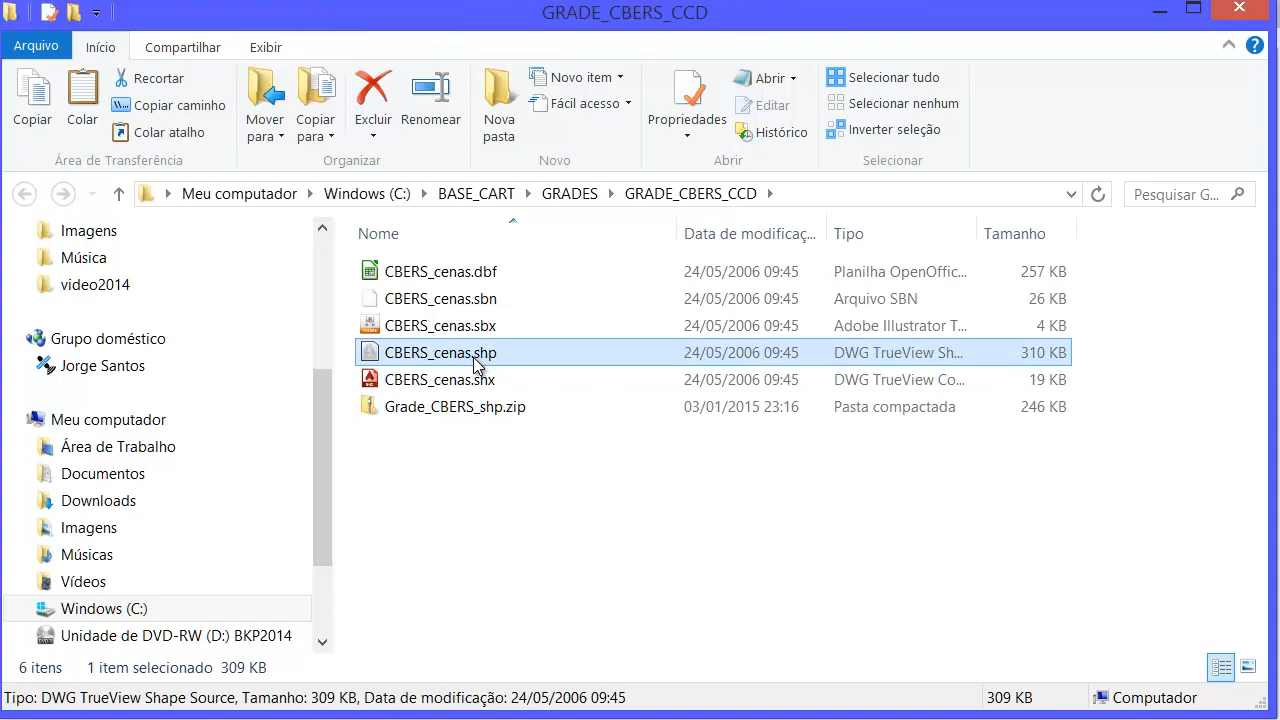 GRADE_CBERS_CCD
Arquivo Início Compartilhar Exibir
Copiar
Colar
Recortar
Copiar caminho
Colar atalho
Área de Transferência
Mover para
Copiar para
Excluir
Renomear
Organizar
Nova pasta
Novo item
Fácil acesso
Novo
Propriedades
Abrir
Editar
Histórico
Abrir
Selecionar tudo
Selecionar nenhum
Inverter seleção
Selecionar
Meu computador Windows (C:) BASE_CART GRADES GRADE_CBERS_CCD
Pesquisar G...
Imagens
Música
video2014
Grupo doméstico
Jorge Santos
Meu computador
Área de Trabalho
Documentos
Downloads
Imagens
Músicas
Vídeos
Windows (C:)
Unidade de DVD-RW (D:) BKP2014
Nome Data de modificaç... Tipo Tamanho
CBERS_cenas.dbf 24/05/2006 09:45 Planilha OpenOffic... 257 KB
CBERS_cenas.sbn 24/05/2006 09:45 Arquivo SBN 26 KB
CBERS_cenas.sbx 24/05/2006 09:45 Adobe Illustrator T... 4 KB
CBERS_cenas.shp 24/05/2006 09:45 DWG TrueView Sh... 310 KB
CBERS_cenas.shx 24/05/2006 09:45 DWG TrueView Co... 19 KB
Grade_CBERS_shp.zip 03/01/2015 23:16 Pasta compactada 246 KB
6 itens 1 item selecionado 309 KB
Tipo: DWG TrueView Shape Source, Tamanho: 309 KB, Data de modificação: 24/05/2006 09:45 309 KB Computador